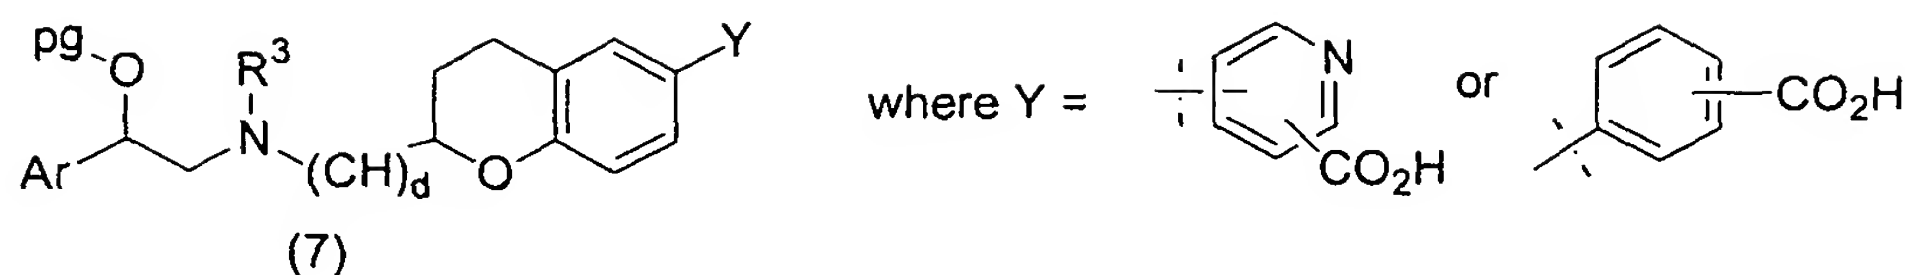 pg O R³ Y
Ar N (CH)d O
where Y = N CO₂H or CO₂H
(7)